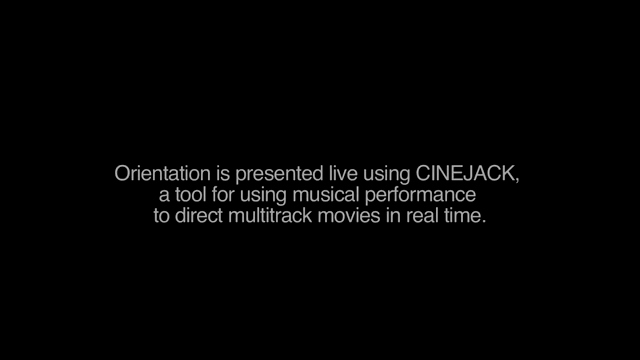 Orientation is presented live using CINEJACK,
a tool for using musical performance
to direct multitrack movies in real time.